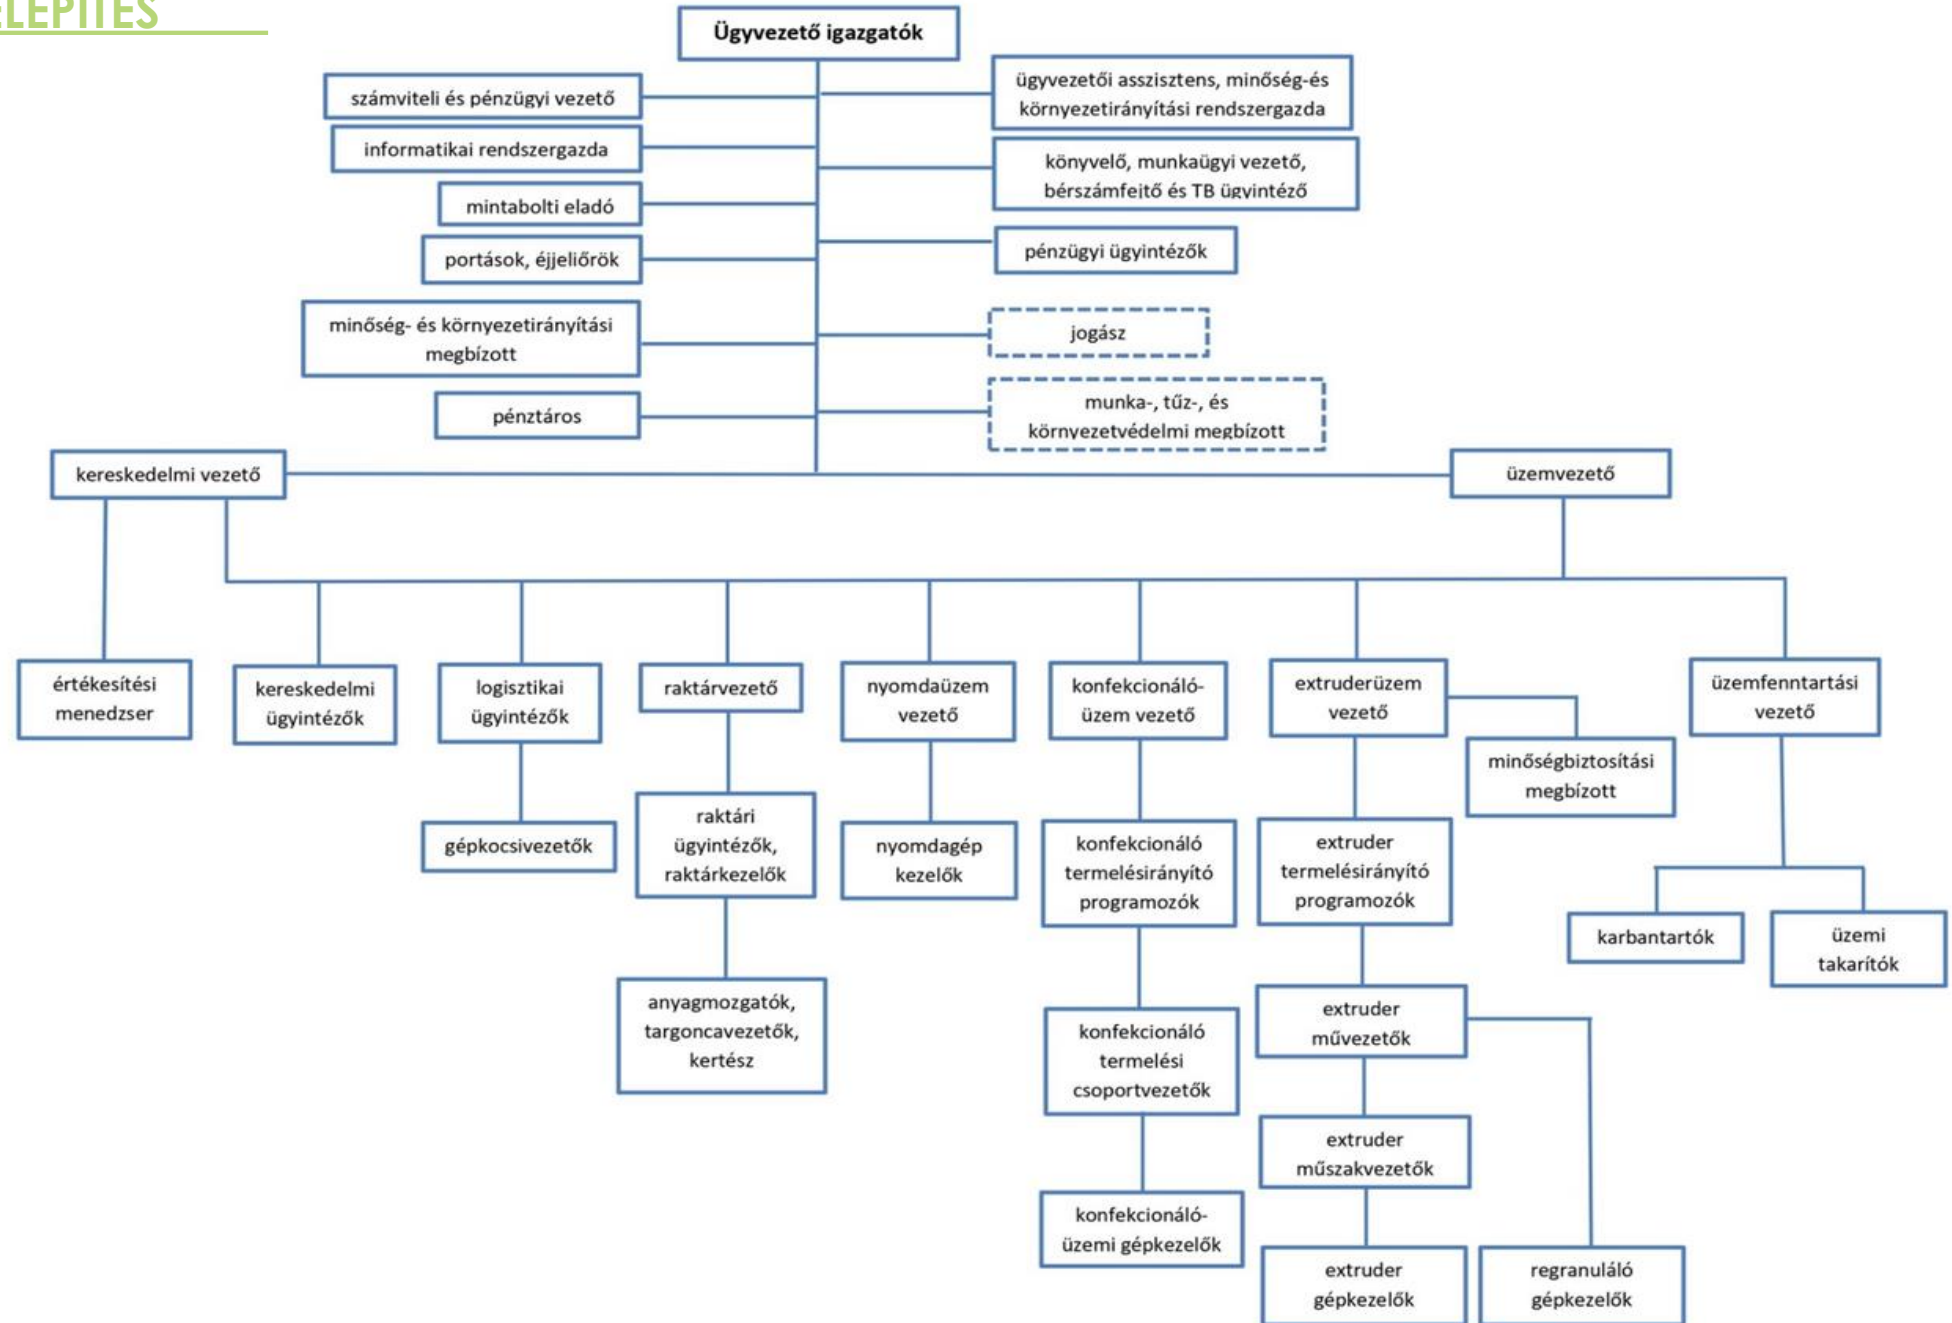 ELÉPÍTÉS
Ügyvezető igazgatók
számviteli és pénzügyi vezető
ügyvezetői asszisztens, minőség-és
környezetirányítási rendszergazda
informatikai rendszergazda
könyvelő, munkaügyi vezető,
bérszámfejtő és TB ügyintéző
mintabolti eladó
portások, éjjeliőrök
pénzügyi ügyintézők
minőség- és környezetirányítási
megbízott
jogász
pénztáros
munka-, tűz-, és
környezetvédelmi megbízott
kereskedelmi vezető
üzemvezető
értékesítési
menedzser
kereskedelmi
ügyintézők
logisztikai
ügyintézők
raktárvezető
nyomdaüzem
vezető
konfekcionáló-
üzem vezető
extruderüzem
vezető
minőségbiztosítási
megbízott
üzemfenntartási
vezető
gépkocsivezetők
raktári
ügyintézők,
raktárkezelők
nyomdagép
kezelők
konfekcionáló
termelésirányító
programozók
extruder
termelésirányító
programozók
karbantartók
üzemi
takarítók
anyagmozgatók,
targoncavezetők,
kertész
konfekcionáló
termelési
csoportvezetők
extruder
művezetők
extruder
műszakvezetők
konfekcionáló-
üzemi gépkezelők
extruder
gépkezelők
regranuláló
gépkezelők